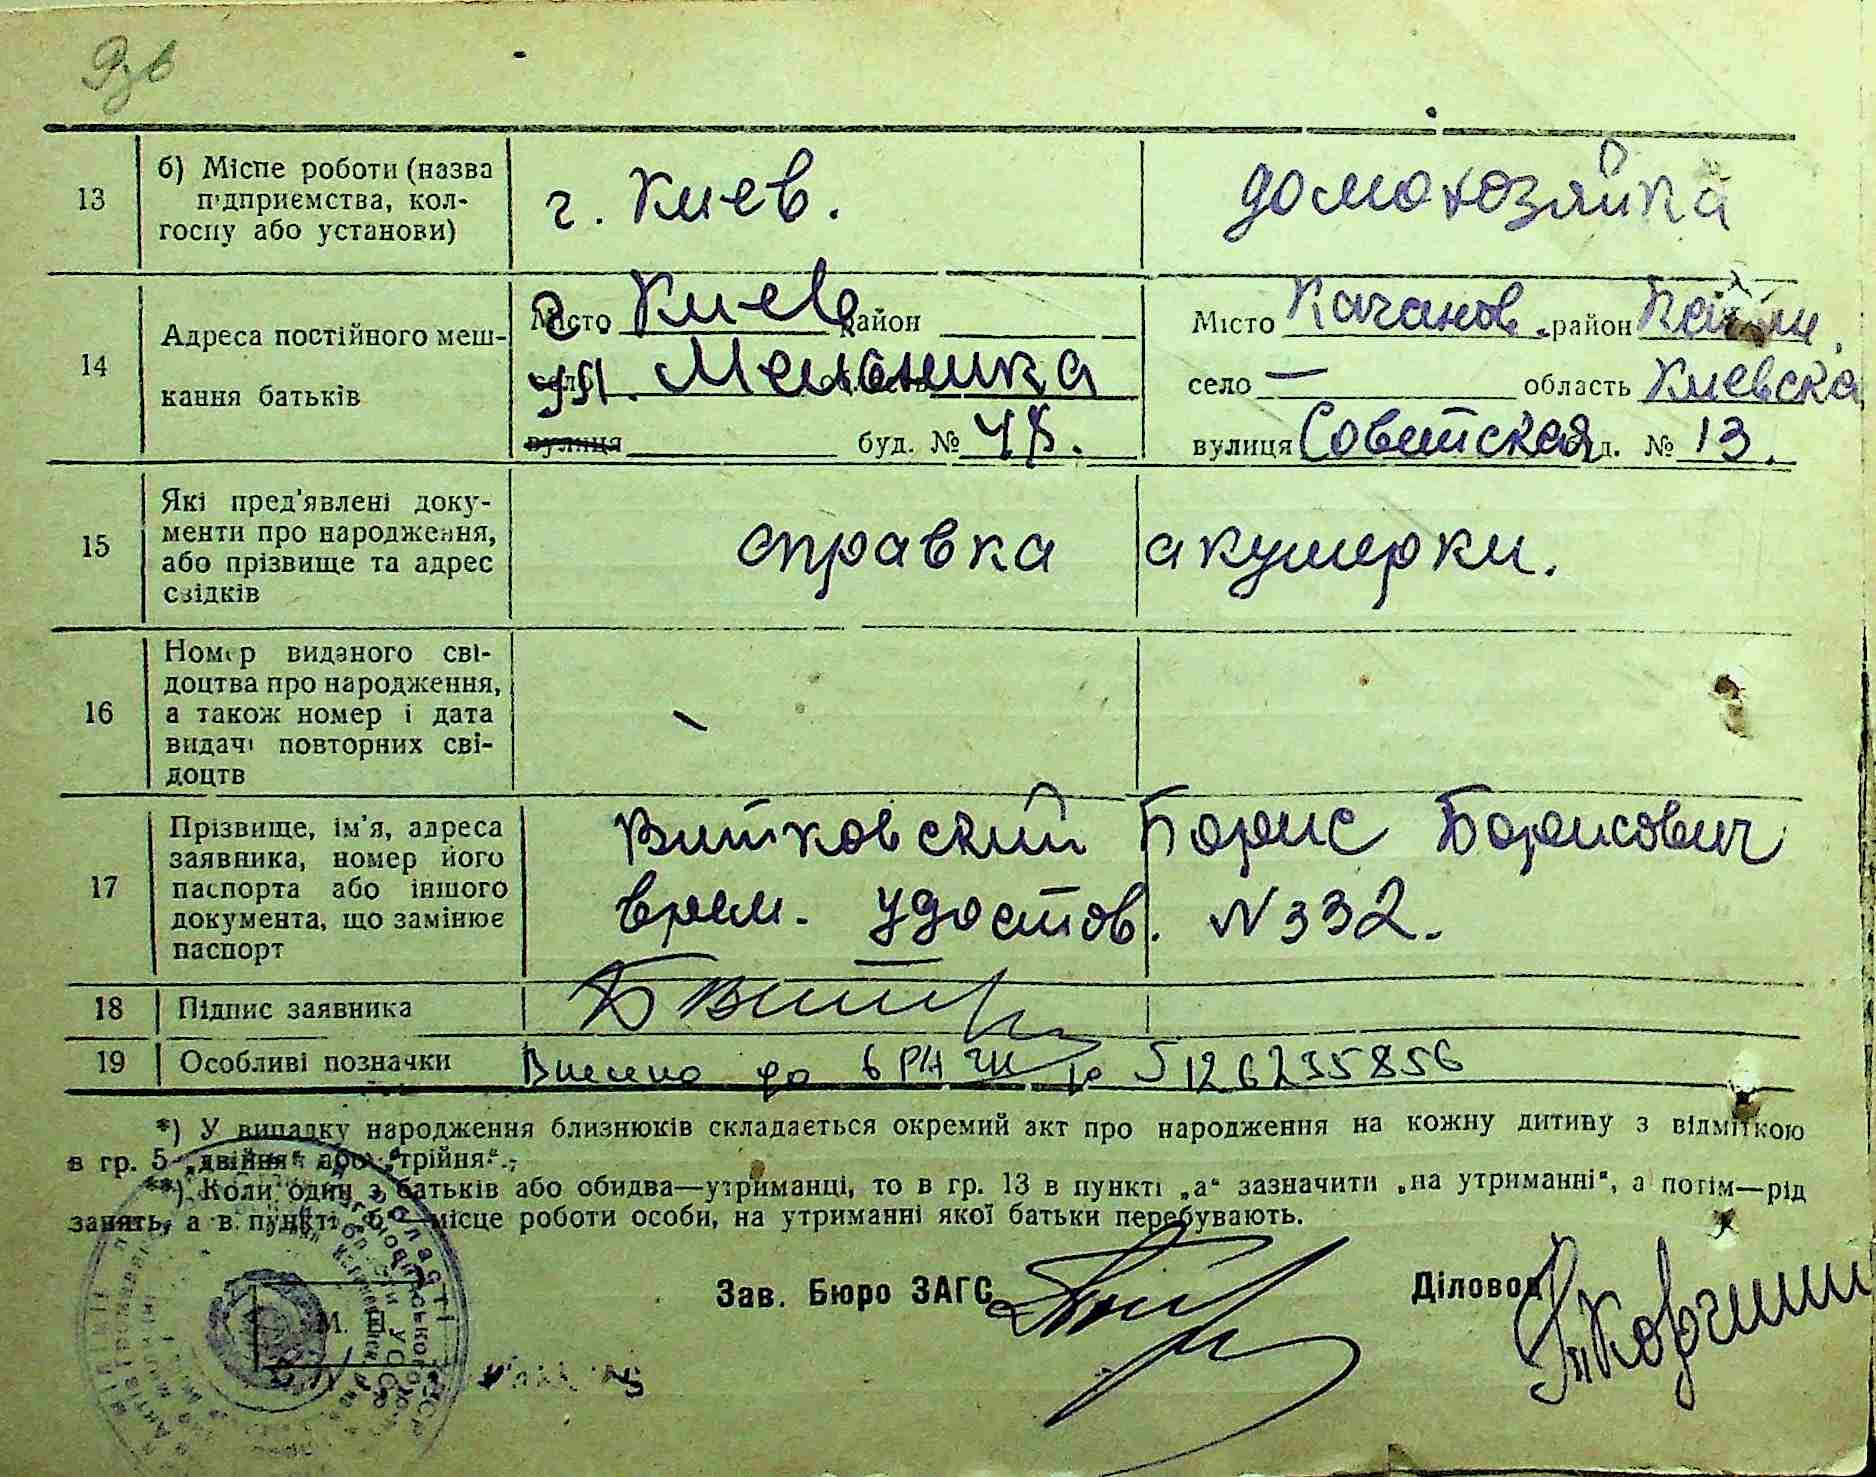 13
б) Місце роботи (назва
підприємства, кол-
госпу або установи)
г. Киев.
домохозяйка
14
Адреса постійного меш-
кання батьків
г. Киев
Місто район
ул. Мельника
вулиця буд. № 48.
Місто Каганов. район
село — область Киевска
вулиця Советская буд. № 13.
15
Які пред'явлені доку-
менти про народження,
або прізвище та адрес
свідків
справка акушерки.
16
Номер виданого сві-
доцтва про народження,
а також номер і дата
видачі повторних сві-
доцтв
17
Прізвище, ім'я, адреса
заявника, номер його
паспорта або іншого
документа, що замінює
паспорт
Витковский Борис Борисович
врем. удостов. N 332.
18
Підпис заявника
19
Особливі позначки
Внесено до 5126235856
*) У випадку народження близнюків складається окремий акт про народження на кожну дитину з відміткою
в гр. 5 „двійня“ або „трійня“.
**) Коли один з батьків або обидва—утриманці, то в гр. 13 в пункті „а“ зазначити „на утриманні“, а потім—рід
занять, а в пункті „б“—місце роботи особи, на утриманні якої батьки перебувають.
М. П.
Зав. Бюро ЗАГС
Діловод